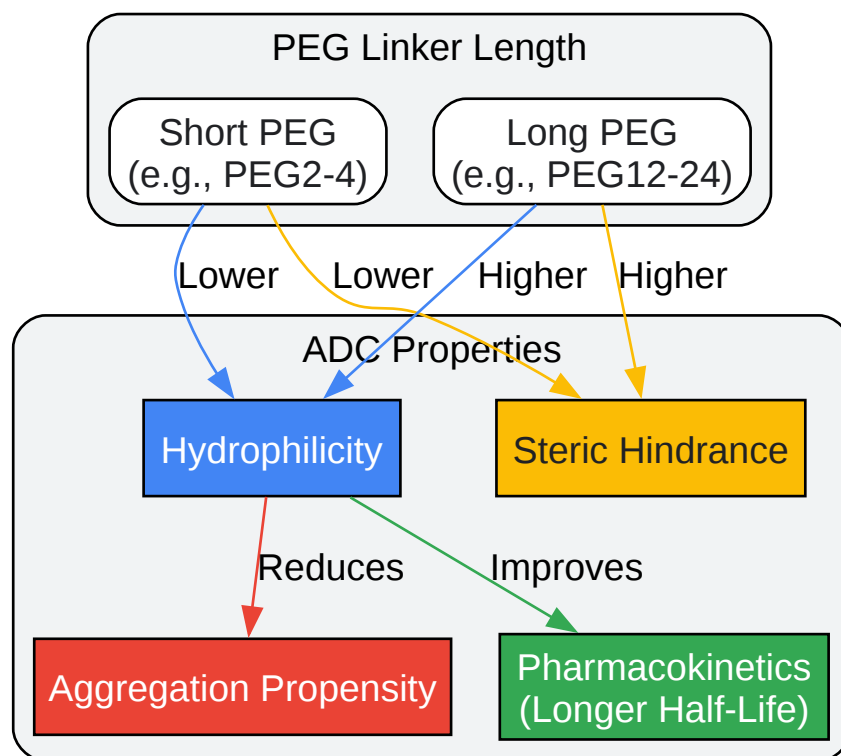 PEG Linker Length
Short PEG
(e.g., PEG2-4)
Long PEG
(e.g., PEG12-24)
Lower
Lower
Higher
Higher
ADC Properties
Hydrophilicity
Steric Hindrance
Reduces
Improves
Aggregation Propensity
Pharmacokinetics
(Longer Half-Life)